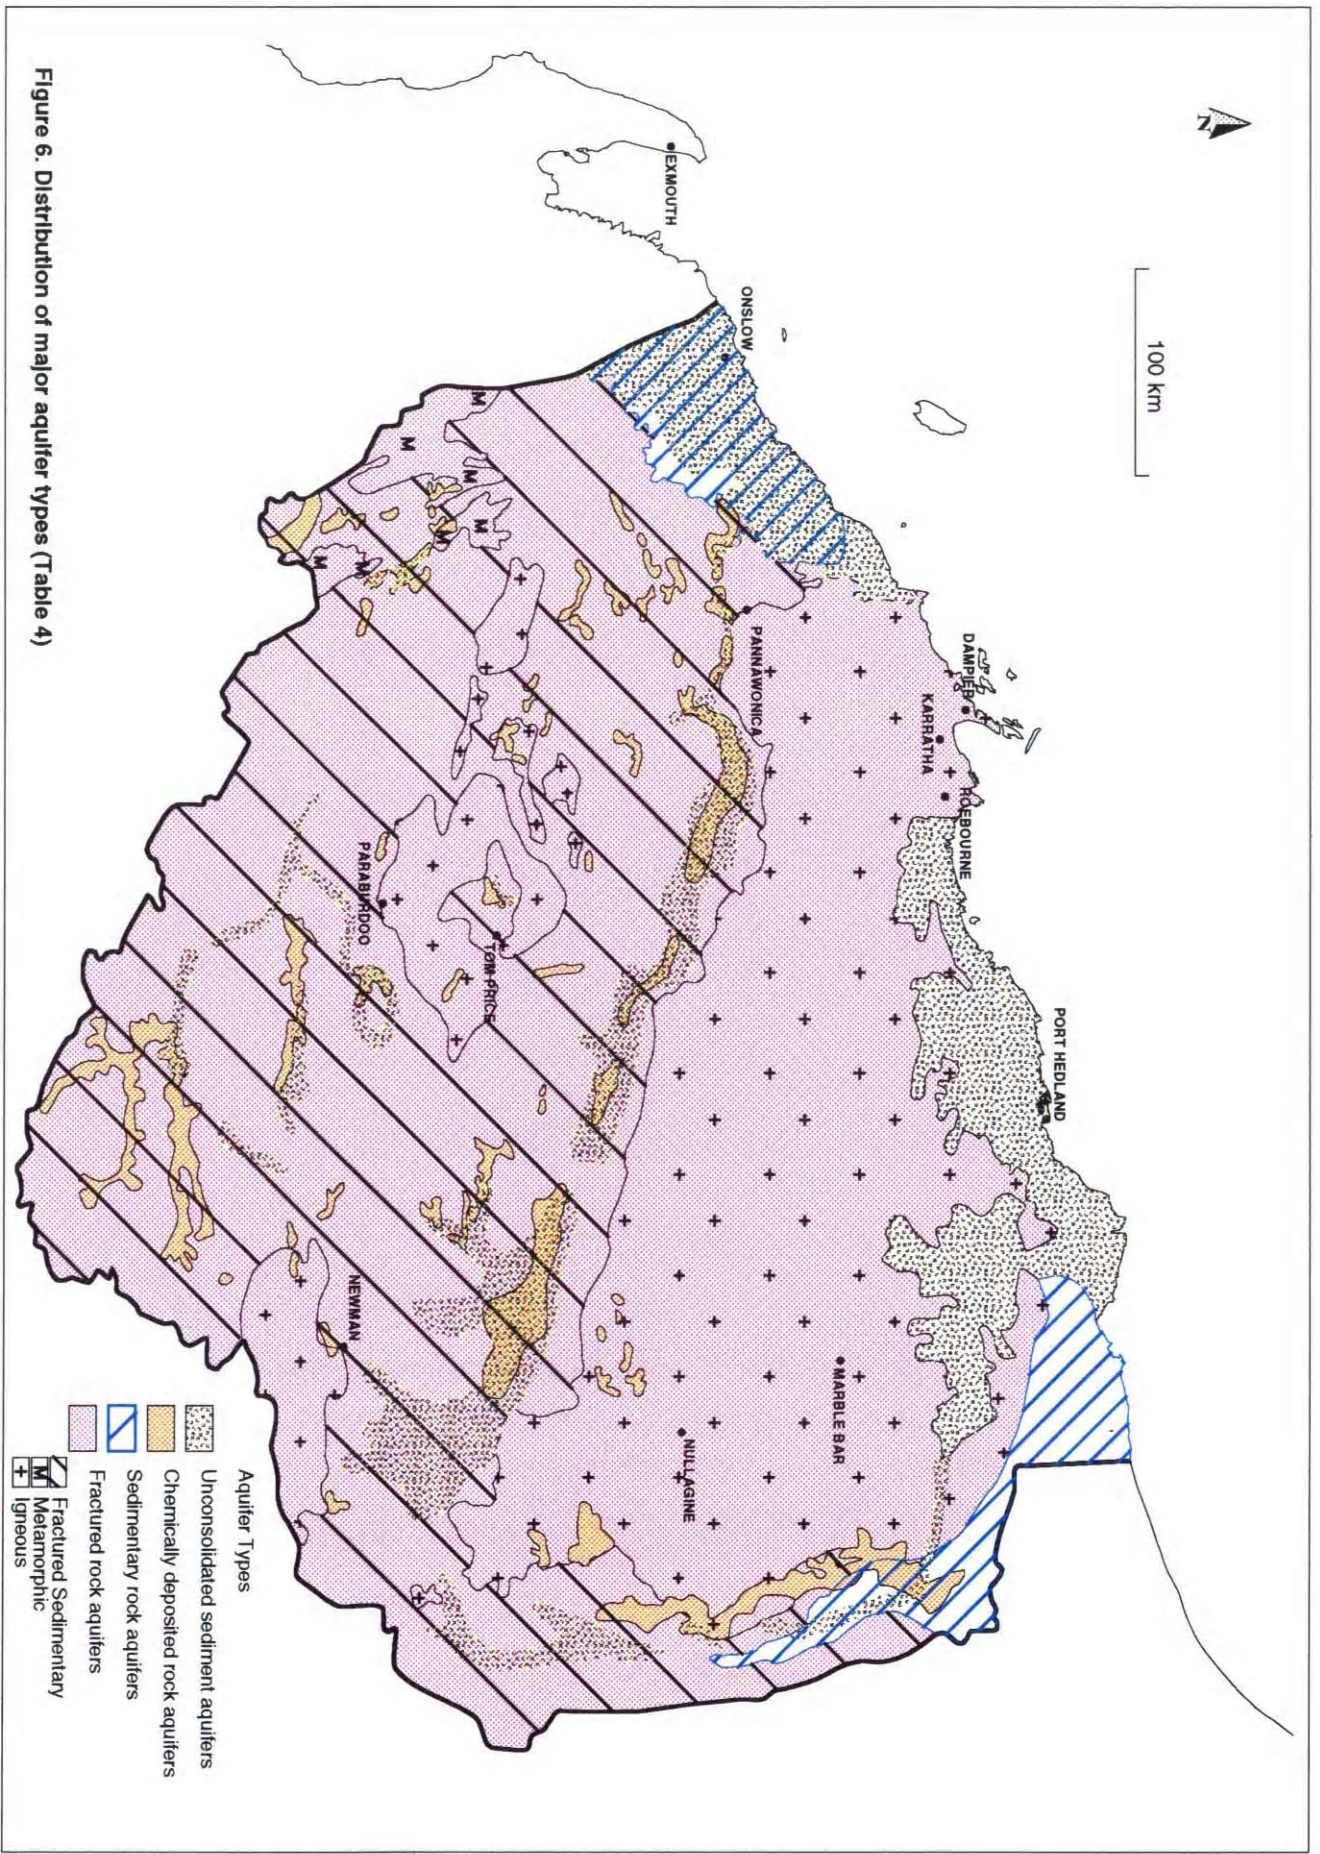 N
100 km
EXMOUTH
ONSLOW
DAMPIER
KARRATHA
ROEBOURNE
PORT HEDLAND
PANNAWONICA
MARBLE BAR
NULLAGINE
TOM PRICE
PARABURDOO
NEWMAN
M
M
M
M
M
M
M
Aquifer Types
Unconsolidated sediment aquifers
Chemically deposited rock aquifers
Sedimentary rock aquifers
Fractured rock aquifers
Fractured Sedimentary
M Metamorphic
+ Igneous
Figure 6. Distribution of major aquifer types (Table 4)